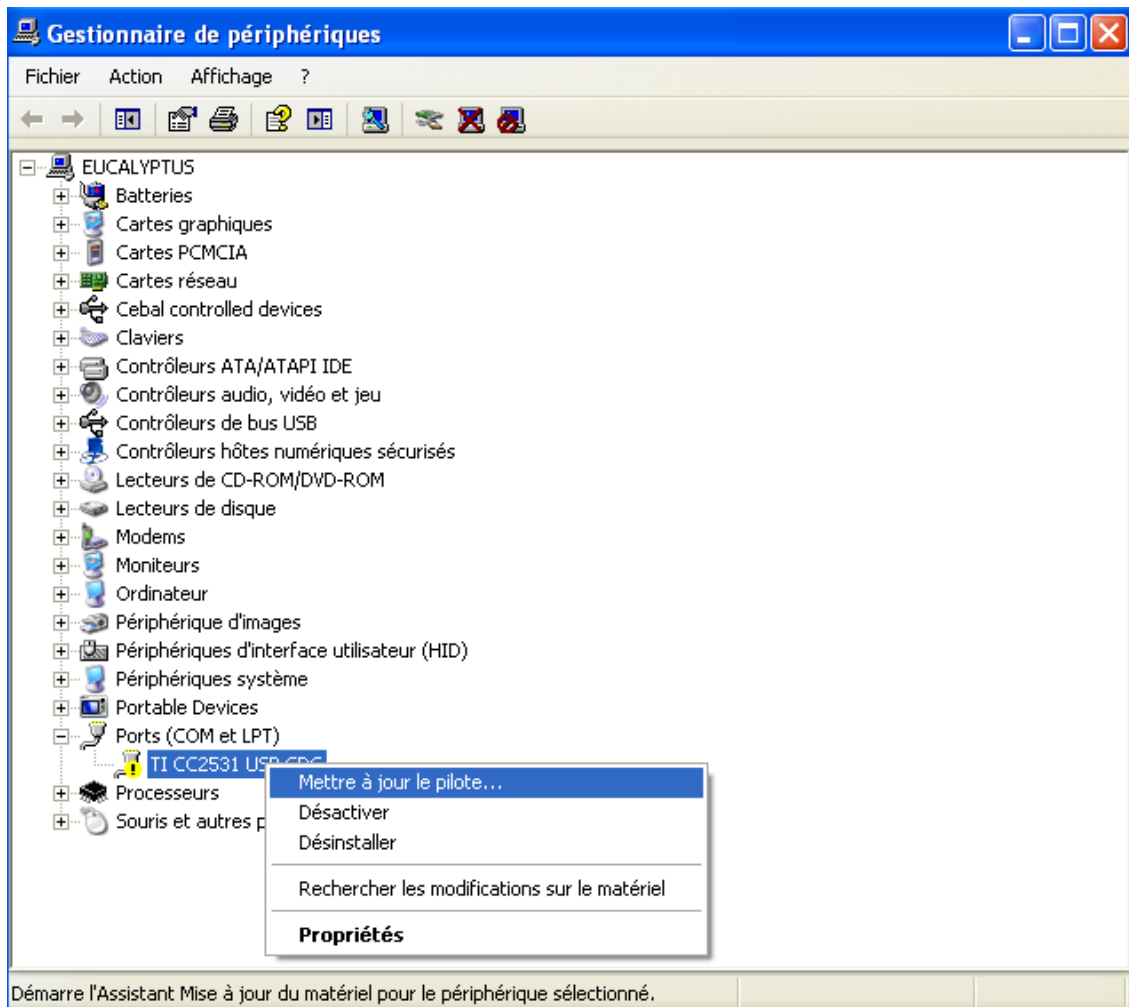 Gestionnaire de périphériques
Fichier Action Affichage ?
EUCALYPTUS
Batteries
Cartes graphiques
Cartes PCMCIA
Cartes réseau
Cebal controlled devices
Claviers
Contrôleurs ATA/ATAPI IDE
Contrôleurs audio, vidéo et jeu
Contrôleurs de bus USB
Contrôleurs hôtes numériques sécurisés
Lecteurs de CD-ROM/DVD-ROM
Lecteurs de disque
Modems
Moniteurs
Ordinateur
Périphérique d'images
Périphériques d'interface utilisateur (HID)
Périphériques système
Portable Devices
Ports (COM et LPT)
TI CC2531 USB CDC
Mettre à jour le pilote...
Processeurs
Désactiver
Souris et autres p
Désinstaller
Rechercher les modifications sur le matériel
Propriétés
Démarre l'Assistant Mise à jour du matériel pour le périphérique sélectionné.